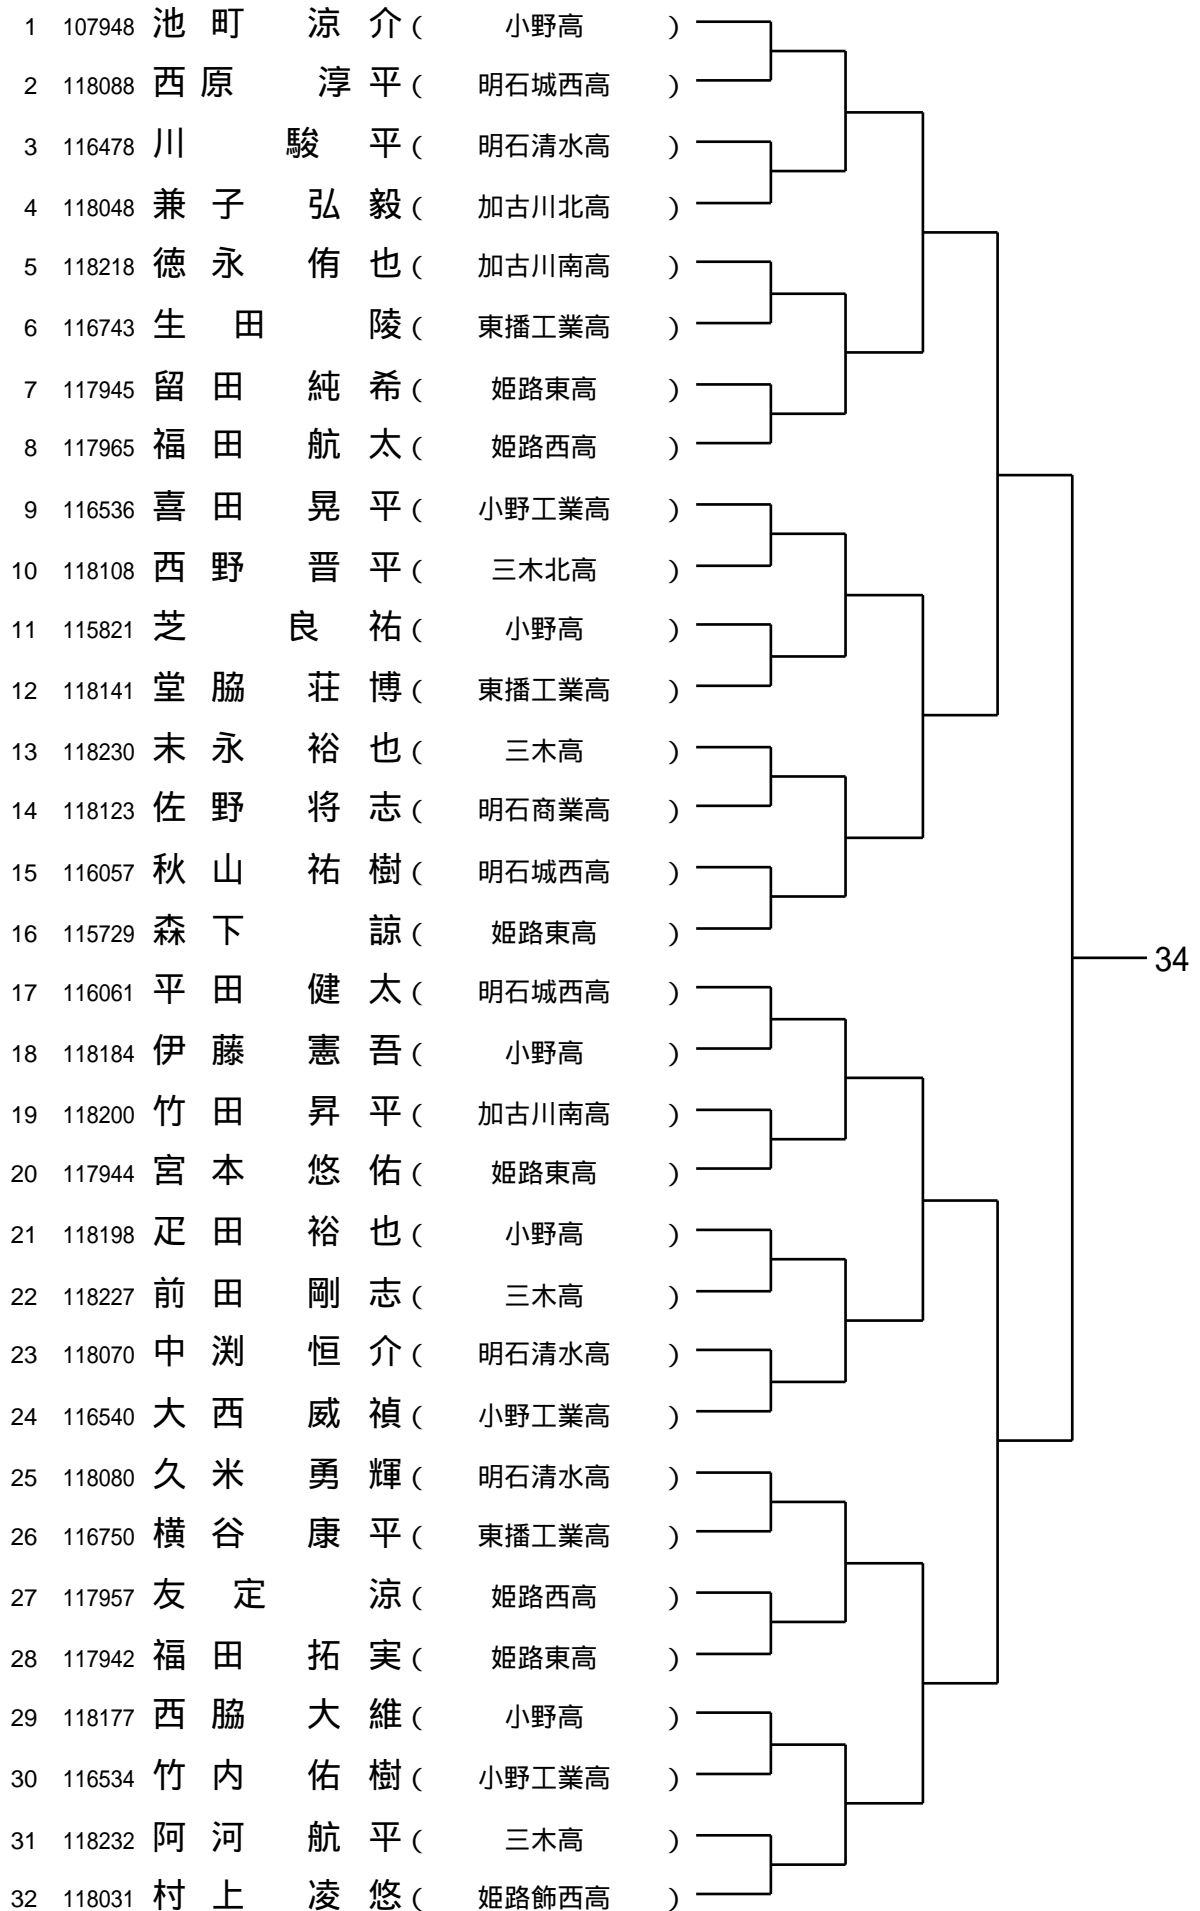 1 107948 池町 涼介 ( 小野高 )
2 118088 西原 淳平 ( 明石城西高 )
3 116478 川 駿平 ( 明石清水高 )
4 118048 兼子 弘毅 ( 加古川北高 )
5 118218 徳永 侑也 ( 加古川南高 )
6 116743 生田 陵 ( 東播工業高 )
7 117945 留田 純希 ( 姫路東高 )
8 117965 福田 航太 ( 姫路西高 )
9 116536 喜田 晃平 ( 小野工業高 )
10 118108 西野 晋平 ( 三木北高 )
11 115821 芝 良祐 ( 小野高 )
12 118141 堂脇 荘博 ( 東播工業高 )
13 118230 末永 裕也 ( 三木高 )
14 118123 佐野 将志 ( 明石商業高 )
15 116057 秋山 祐樹 ( 明石城西高 )
16 115729 森下 諒 ( 姫路東高 )
34
17 116061 平田 健太 ( 明石城西高 )
18 118184 伊藤 憲吾 ( 小野高 )
19 118200 竹田 昇平 ( 加古川南高 )
20 117944 宮本 悠佑 ( 姫路東高 )
21 118198 疋田 裕也 ( 小野高 )
22 118227 前田 剛志 ( 三木高 )
23 118070 中渕 恒介 ( 明石清水高 )
24 116540 大西 威禎 ( 小野工業高 )
25 118080 久米 勇輝 ( 明石清水高 )
26 116750 横谷 康平 ( 東播工業高 )
27 117957 友定 涼 ( 姫路西高 )
28 117942 福田 拓実 ( 姫路東高 )
29 118177 西脇 大維 ( 小野高 )
30 116534 竹内 佑樹 ( 小野工業高 )
31 118232 阿河 航平 ( 三木高 )
32 118031 村上 凌悠 ( 姫路飾西高 )